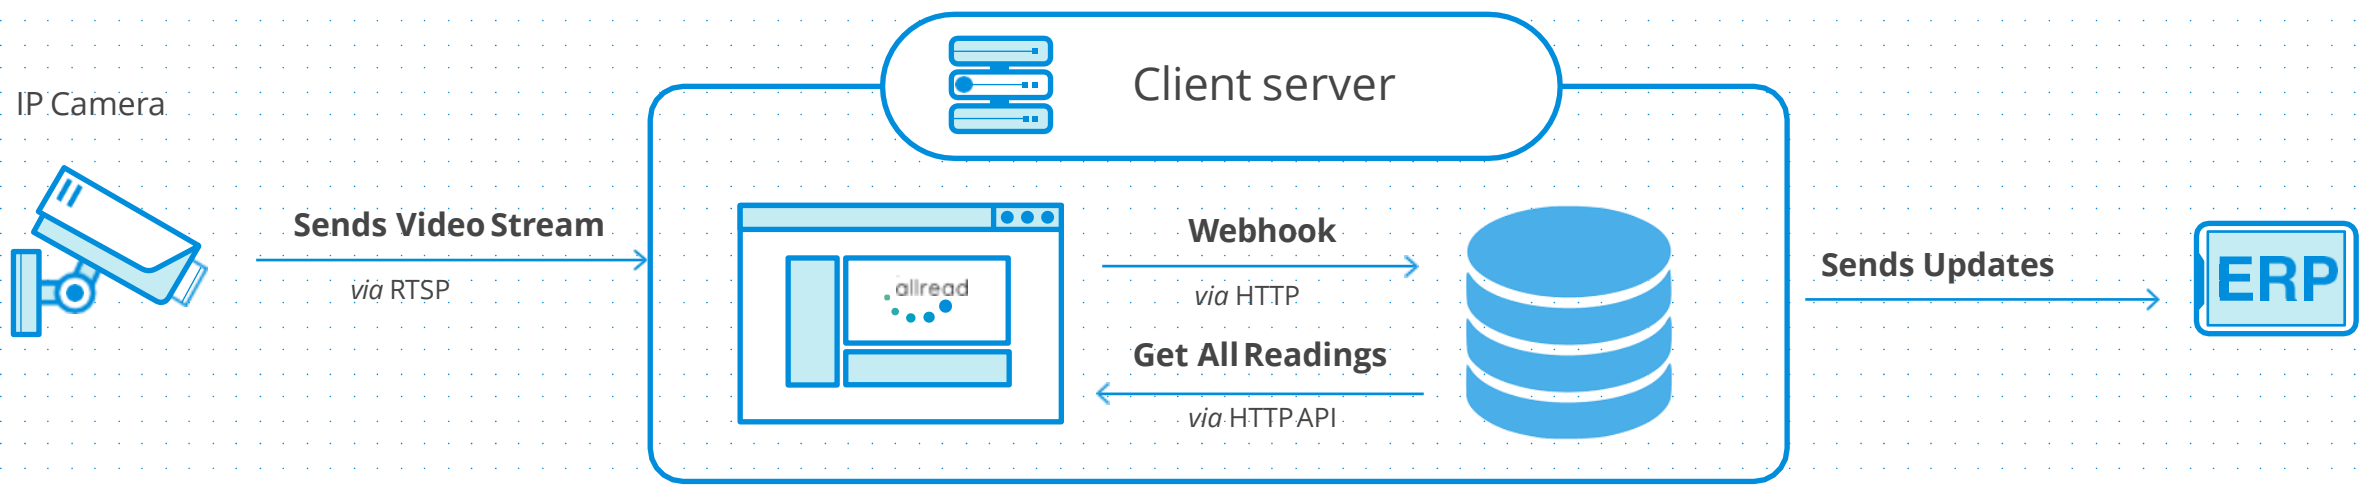 Client server
IP Camera
Sends Video Stream
via RTSP
allread
Webhook
via HTTP
Get All Readings
via HTTP API
Sends Updates
ERP